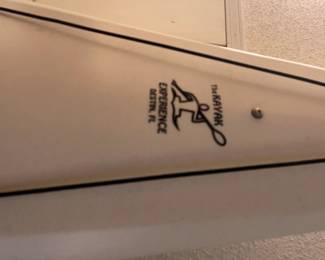 The KAYAK
EXPERIENCE
DESTIN, FL